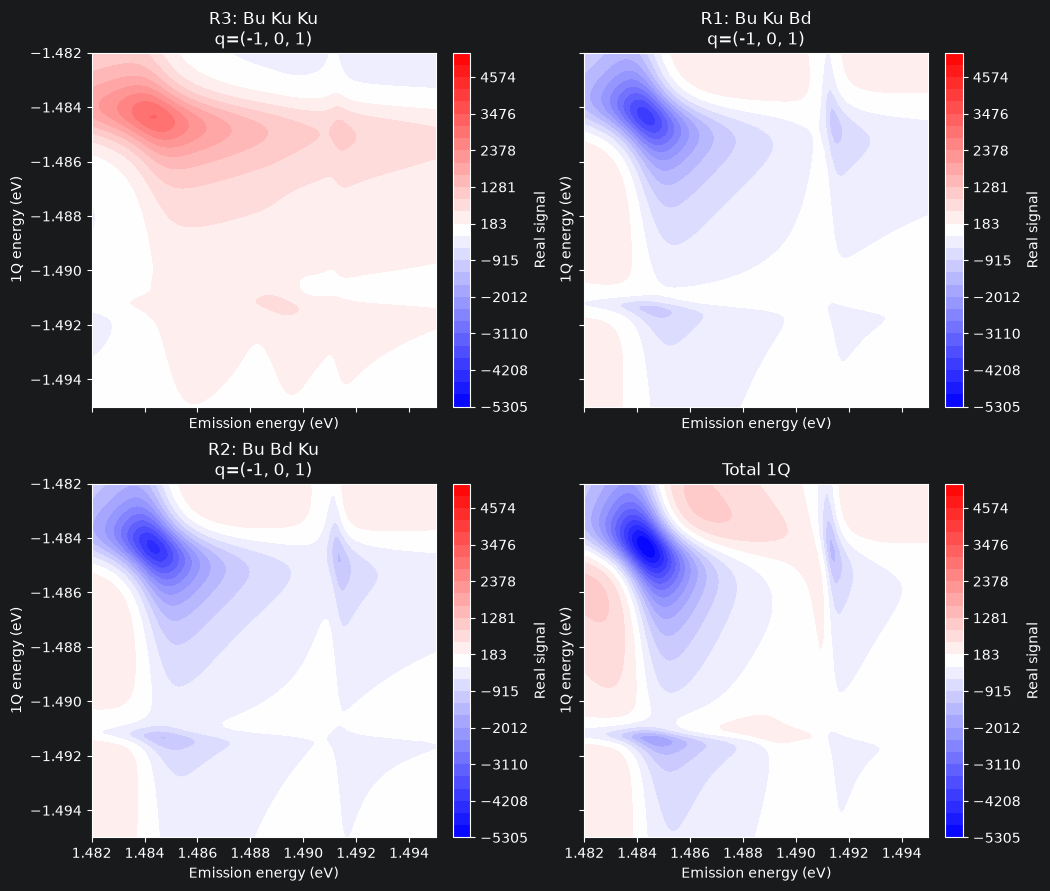 R3: Bu Ku Ku
q=(-1, 0, 1)
−1.482
−1.484
−1.486
−1.488
−1.490
−1.492
−1.494
1Q energy (eV)
Emission energy (eV)
4574
3476
2378
1281
183
−915
−2012
−3110
−4208
−5305
Real signal
R1: Bu Ku Bd
q=(-1, 0, 1)
1Q energy (eV)
Emission energy (eV)
4574
3476
2378
1281
183
−915
−2012
−3110
−4208
−5305
Real signal
R2: Bu Bd Ku
q=(-1, 0, 1)
−1.482
−1.484
−1.486
−1.488
−1.490
−1.492
−1.494
1Q energy (eV)
1.482 1.484 1.486 1.488 1.490 1.492 1.494
Emission energy (eV)
4574
3476
2378
1281
183
−915
−2012
−3110
−4208
−5305
Real signal
Total 1Q
1Q energy (eV)
1.482 1.484 1.486 1.488 1.490 1.492 1.494
Emission energy (eV)
4574
3476
2378
1281
183
−915
−2012
−3110
−4208
−5305
Real signal